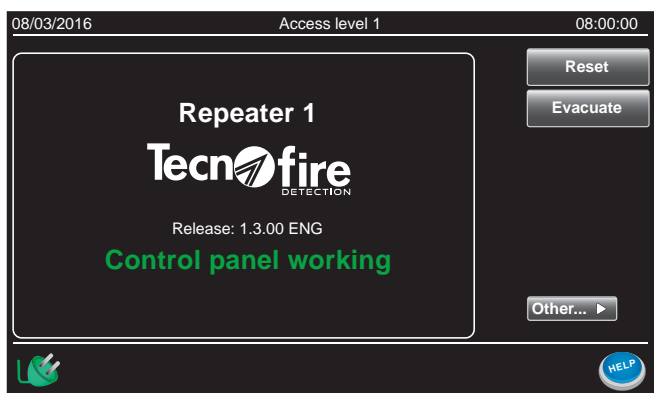 08/03/2016 Access level 1 08:00:00
Reset
Evacuate
Repeater 1
Tecnofire
DETECTION
Release: 1.3.00 ENG
Control panel working
Other...
HELP